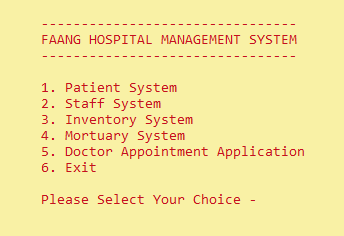 --------------------------------
FAANG HOSPITAL MANAGEMENT SYSTEM
--------------------------------
1. Patient System
2. Staff System
3. Inventory System
4. Mortuary System
5. Doctor Appointment Application
6. Exit
Please Select Your Choice -